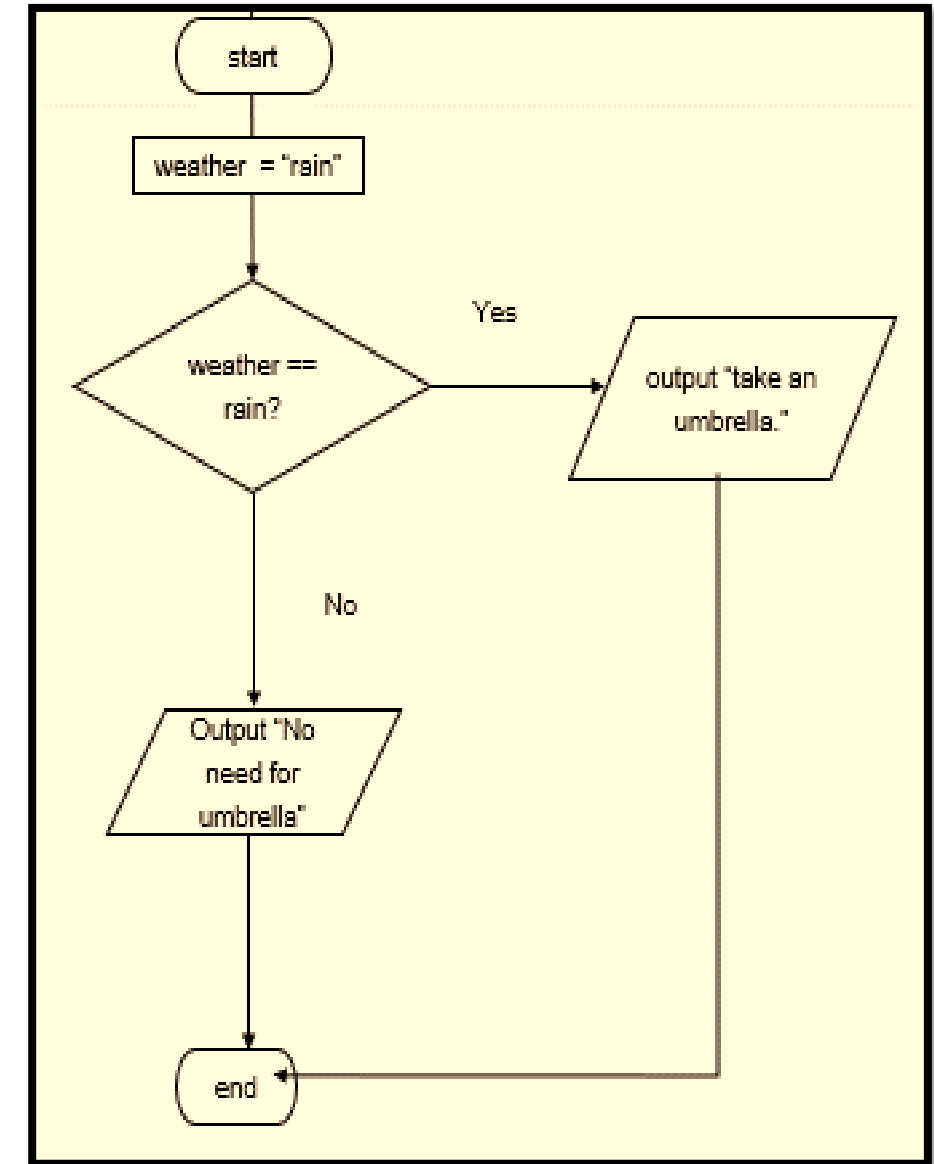 start
weather = "rain"
weather ==
rain?
Yes
output "take an
umbrella."
No
Output "No
need for
umbrella"
end